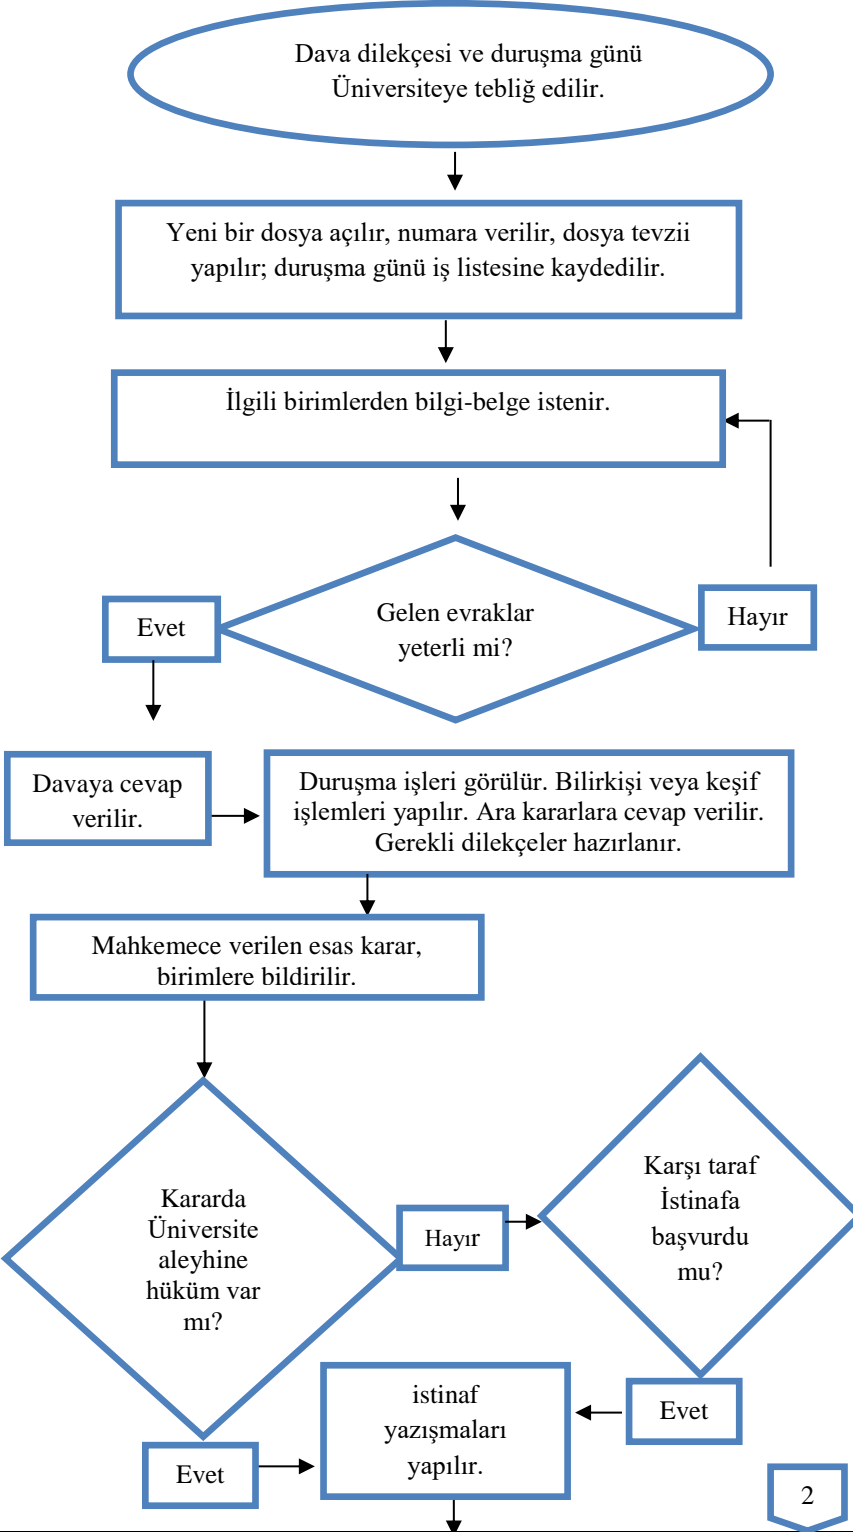 Dava dilekçesi ve duruşma günü
Üniversiteye tebliğ edilir.
Yeni bir dosya açılır, numara verilir, dosya tevzii
yapılır; duruşma günü iş listesine kaydedilir.
İlgili birimlerden bilgi-belge istenir.
Gelen evraklar
yeterli mi?
Evet
Hayır
Davaya cevap
verilir.
Duruşma işleri görülür. Bilirkişi veya keşif
işlemleri yapılır. Ara kararlara cevap verilir.
Gerekli dilekçeler hazırlanır.
Mahkemece verilen esas karar,
birimlere bildirilir.
Kararda
Üniversite
aleyhine
hüküm var
mı?
Hayır
Karşı taraf
İstinafa
başvurdu
mu?
Evet
istinaf
yazışmaları
yapılır.
Evet
2